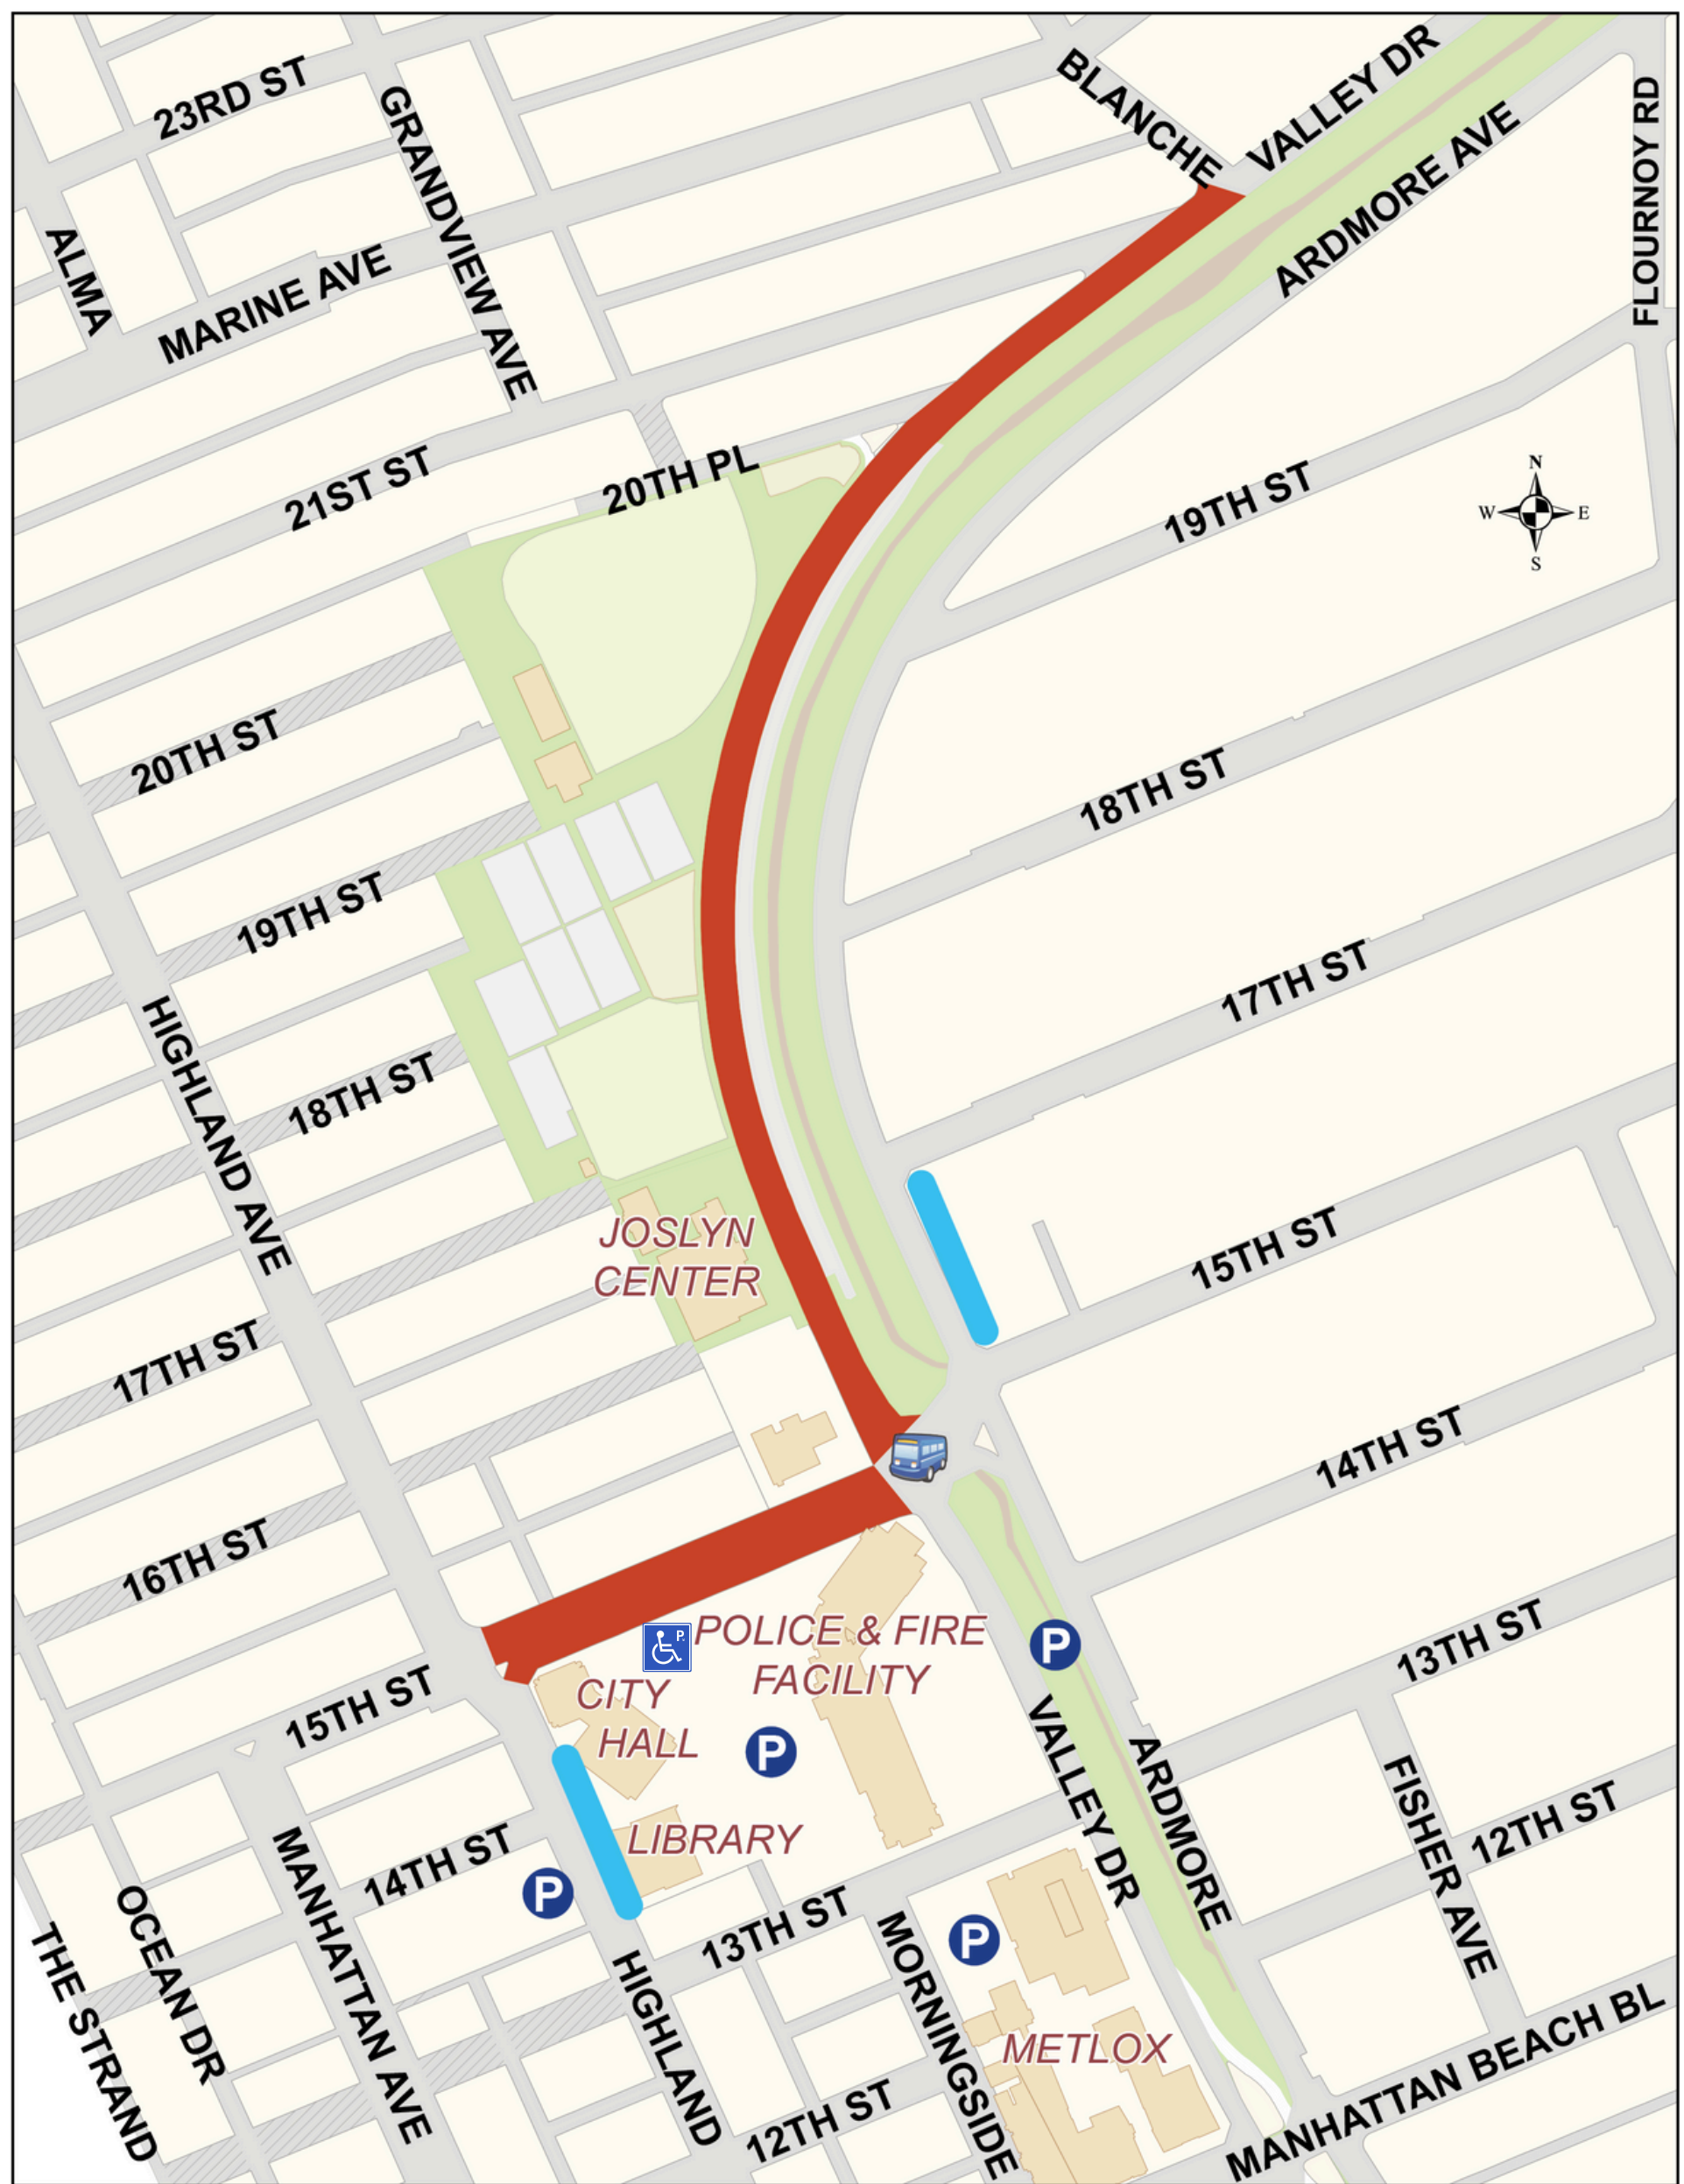 23RD ST
GRANDVIEW AVE
BLANCHE
VALLEY DR
ARDMORE AVE
FLOURNOY RD
ALMA
MARINE AVE
21ST ST
20TH PL
19TH ST
N
W
E
S
20TH ST
18TH ST
19TH ST
17TH ST
HIGHLAND AVE
18TH ST
JOSLYN
CENTER
15TH ST
17TH ST
14TH ST
16TH ST
P.
POLICE & FIRE
FACILITY
P
13TH ST
15TH ST
CITY
HALL
P
VALLEY DR
ARDMORE
FISHER AVE
12TH ST
LIBRARY
14TH ST
P
MANHATTAN AVE
OCEAN DR
THE STRAND
13TH ST
P
HIGHLAND
MORNINGSIDE
METLOX
12TH ST
MANHATTAN BEACH BL